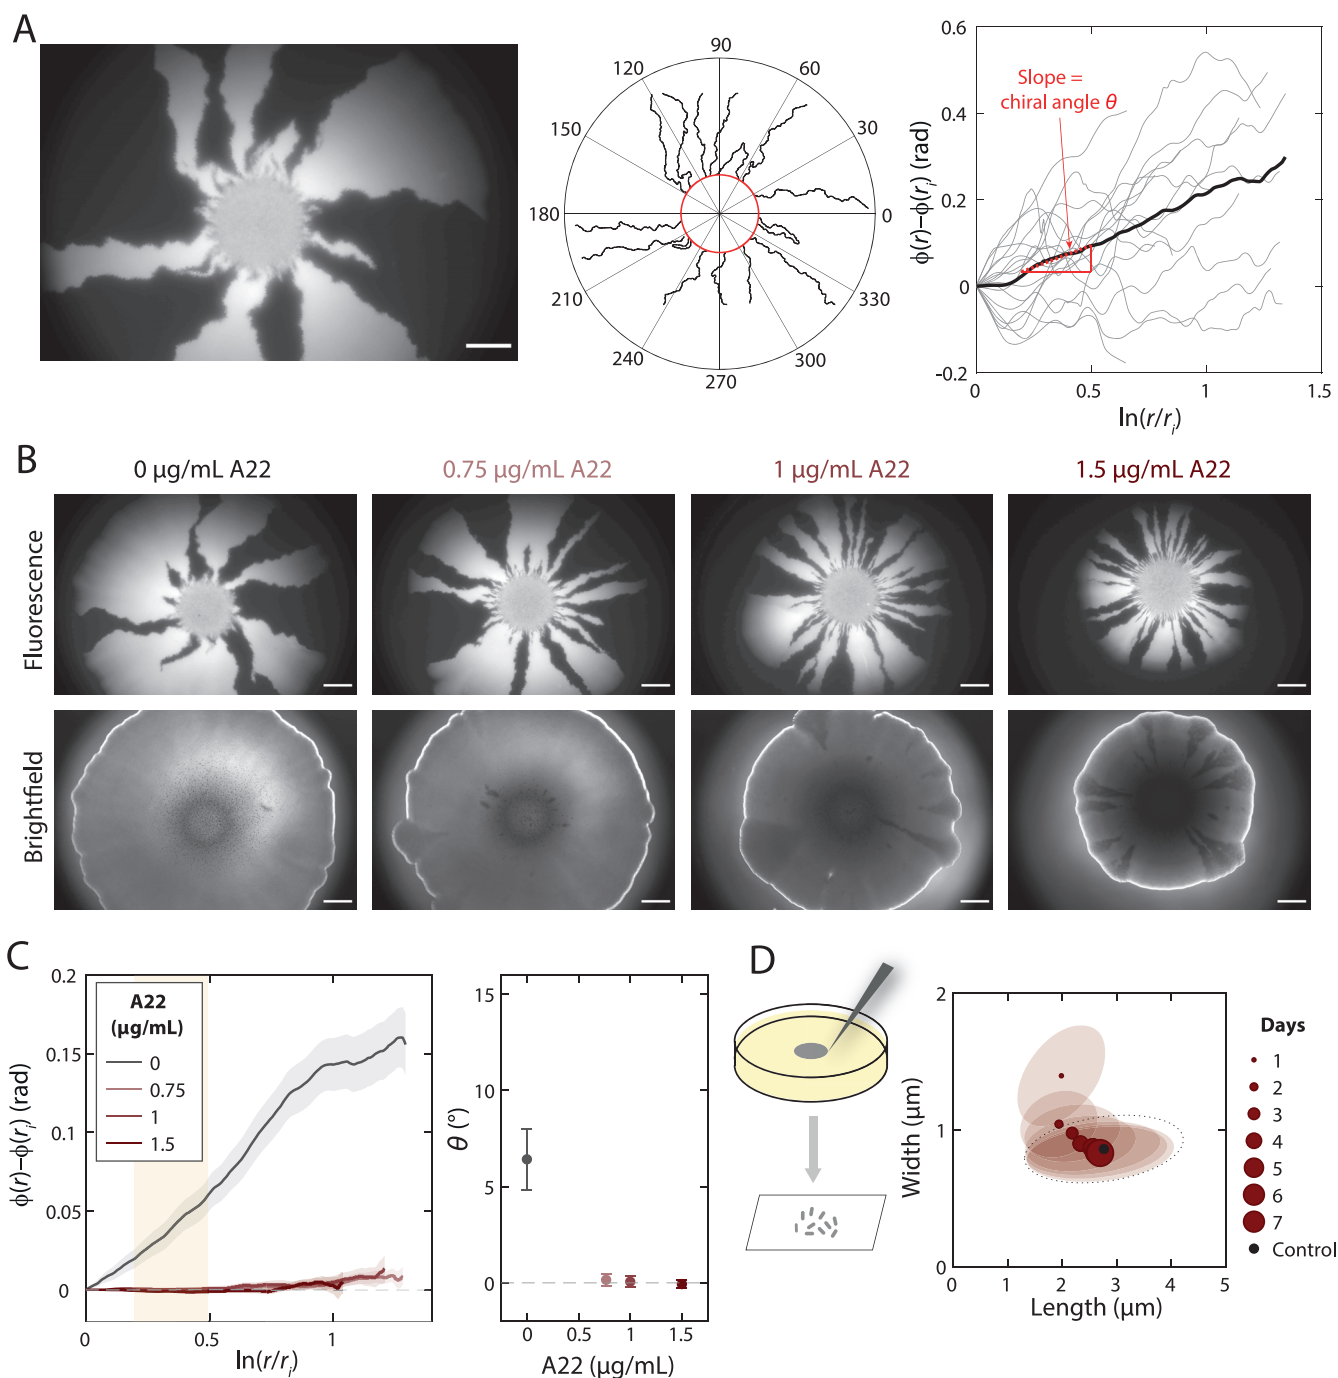 A
90
120
60
150
30
180
0
210
330
240
300
270
0.6
0.4
0.2
0
-0.2
0
0.5
1
1.5
ϕ(r)−ϕ(rᵢ) (rad)
ln(r/rᵢ)
Slope =
chiral angle θ
B
0 µg/mL A22
0.75 µg/mL A22
1 µg/mL A22
1.5 µg/mL A22
Fluorescence
Brightfield
C
0.2
0.15
0.1
0.05
0
0
0.5
1
ϕ(r)−ϕ(rᵢ) (rad)
ln(r/rᵢ)
A22
(µg/mL)
0
0.75
1
1.5
15
10
5
0
0
0.5
1
1.5
θ (°)
A22 (µg/mL)
D
2
1
0
0
1
2
3
4
5
Width (µm)
Length (µm)
Days
1
2
3
4
5
6
7
Control